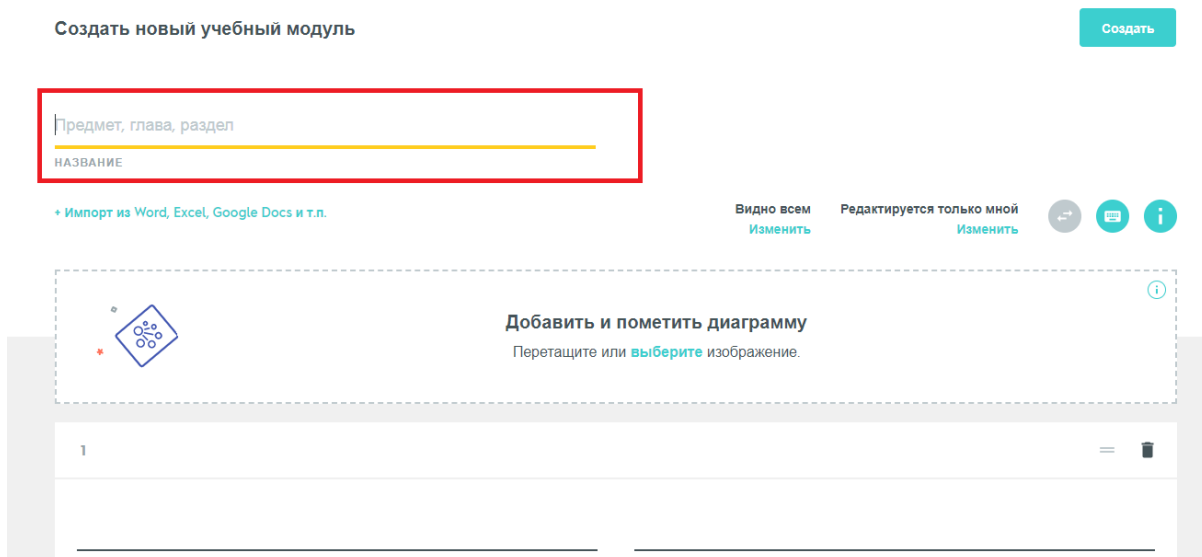 Создать новый учебный модуль
Создать
Предмет, глава, раздел
НАЗВАНИЕ
+ Импорт из Word, Excel, Google Docs и т.п.
Видно всем
Изменить
Редактируется только мной
Изменить
Добавить и пометить диаграмму
Перетащите или выберите изображение.
1